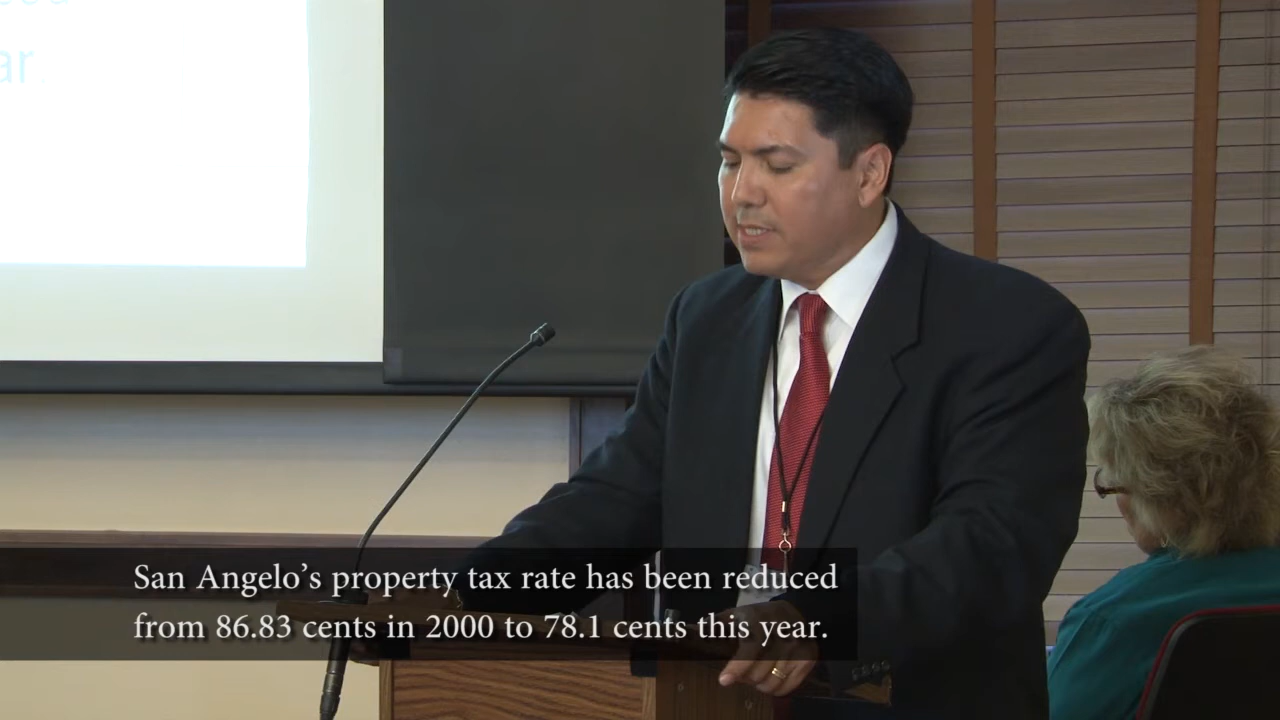 ar.
San Angelo's property tax rate has been reduced
from 86.83 cents in 2000 to 78.1 cents this year.